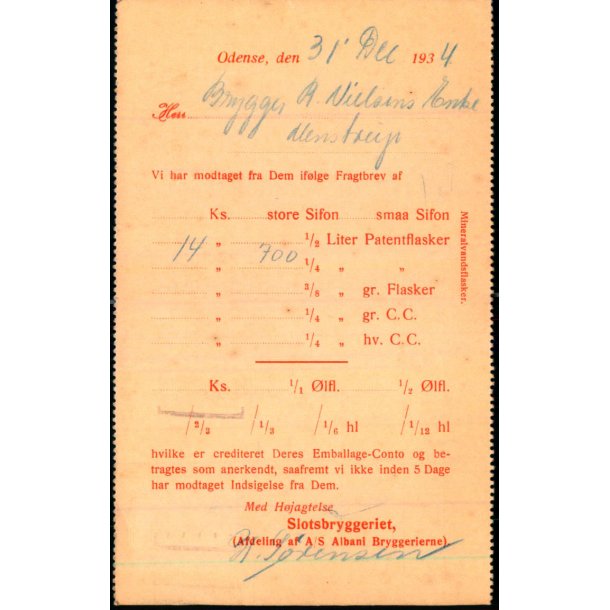 Odense, den 31' Dec 1934
Herr Brygger R. Nielsens Enke
Vi har modtaget fra Dem ifølge Fragtbrev af
Ks. store Sifon smaa Sifon
„ ½ Liter Patentflasker
14 „ 700 ¼ „ „
„ ⅜ „ gr. Flasker
„ ¼ „ gr. C.C.
„ ¼ „ hv. C.C.
Mineralvandsflasker.
Ks. 1/1 Ølfl. ½ Ølfl.
/ 2/3 / 1/3 / 1/6 hl / 1/12 hl
hvilke er crediteret Deres Emballage-Conto og be-
tragtes som anerkendt, saafremt vi ikke inden 5 Dage
har modtaget Indsigelse fra Dem.
Med Højagtelse
Slotsbryggeriet,
(Afdeling af A/S Albani Bryggerierne).
R. Sørensen